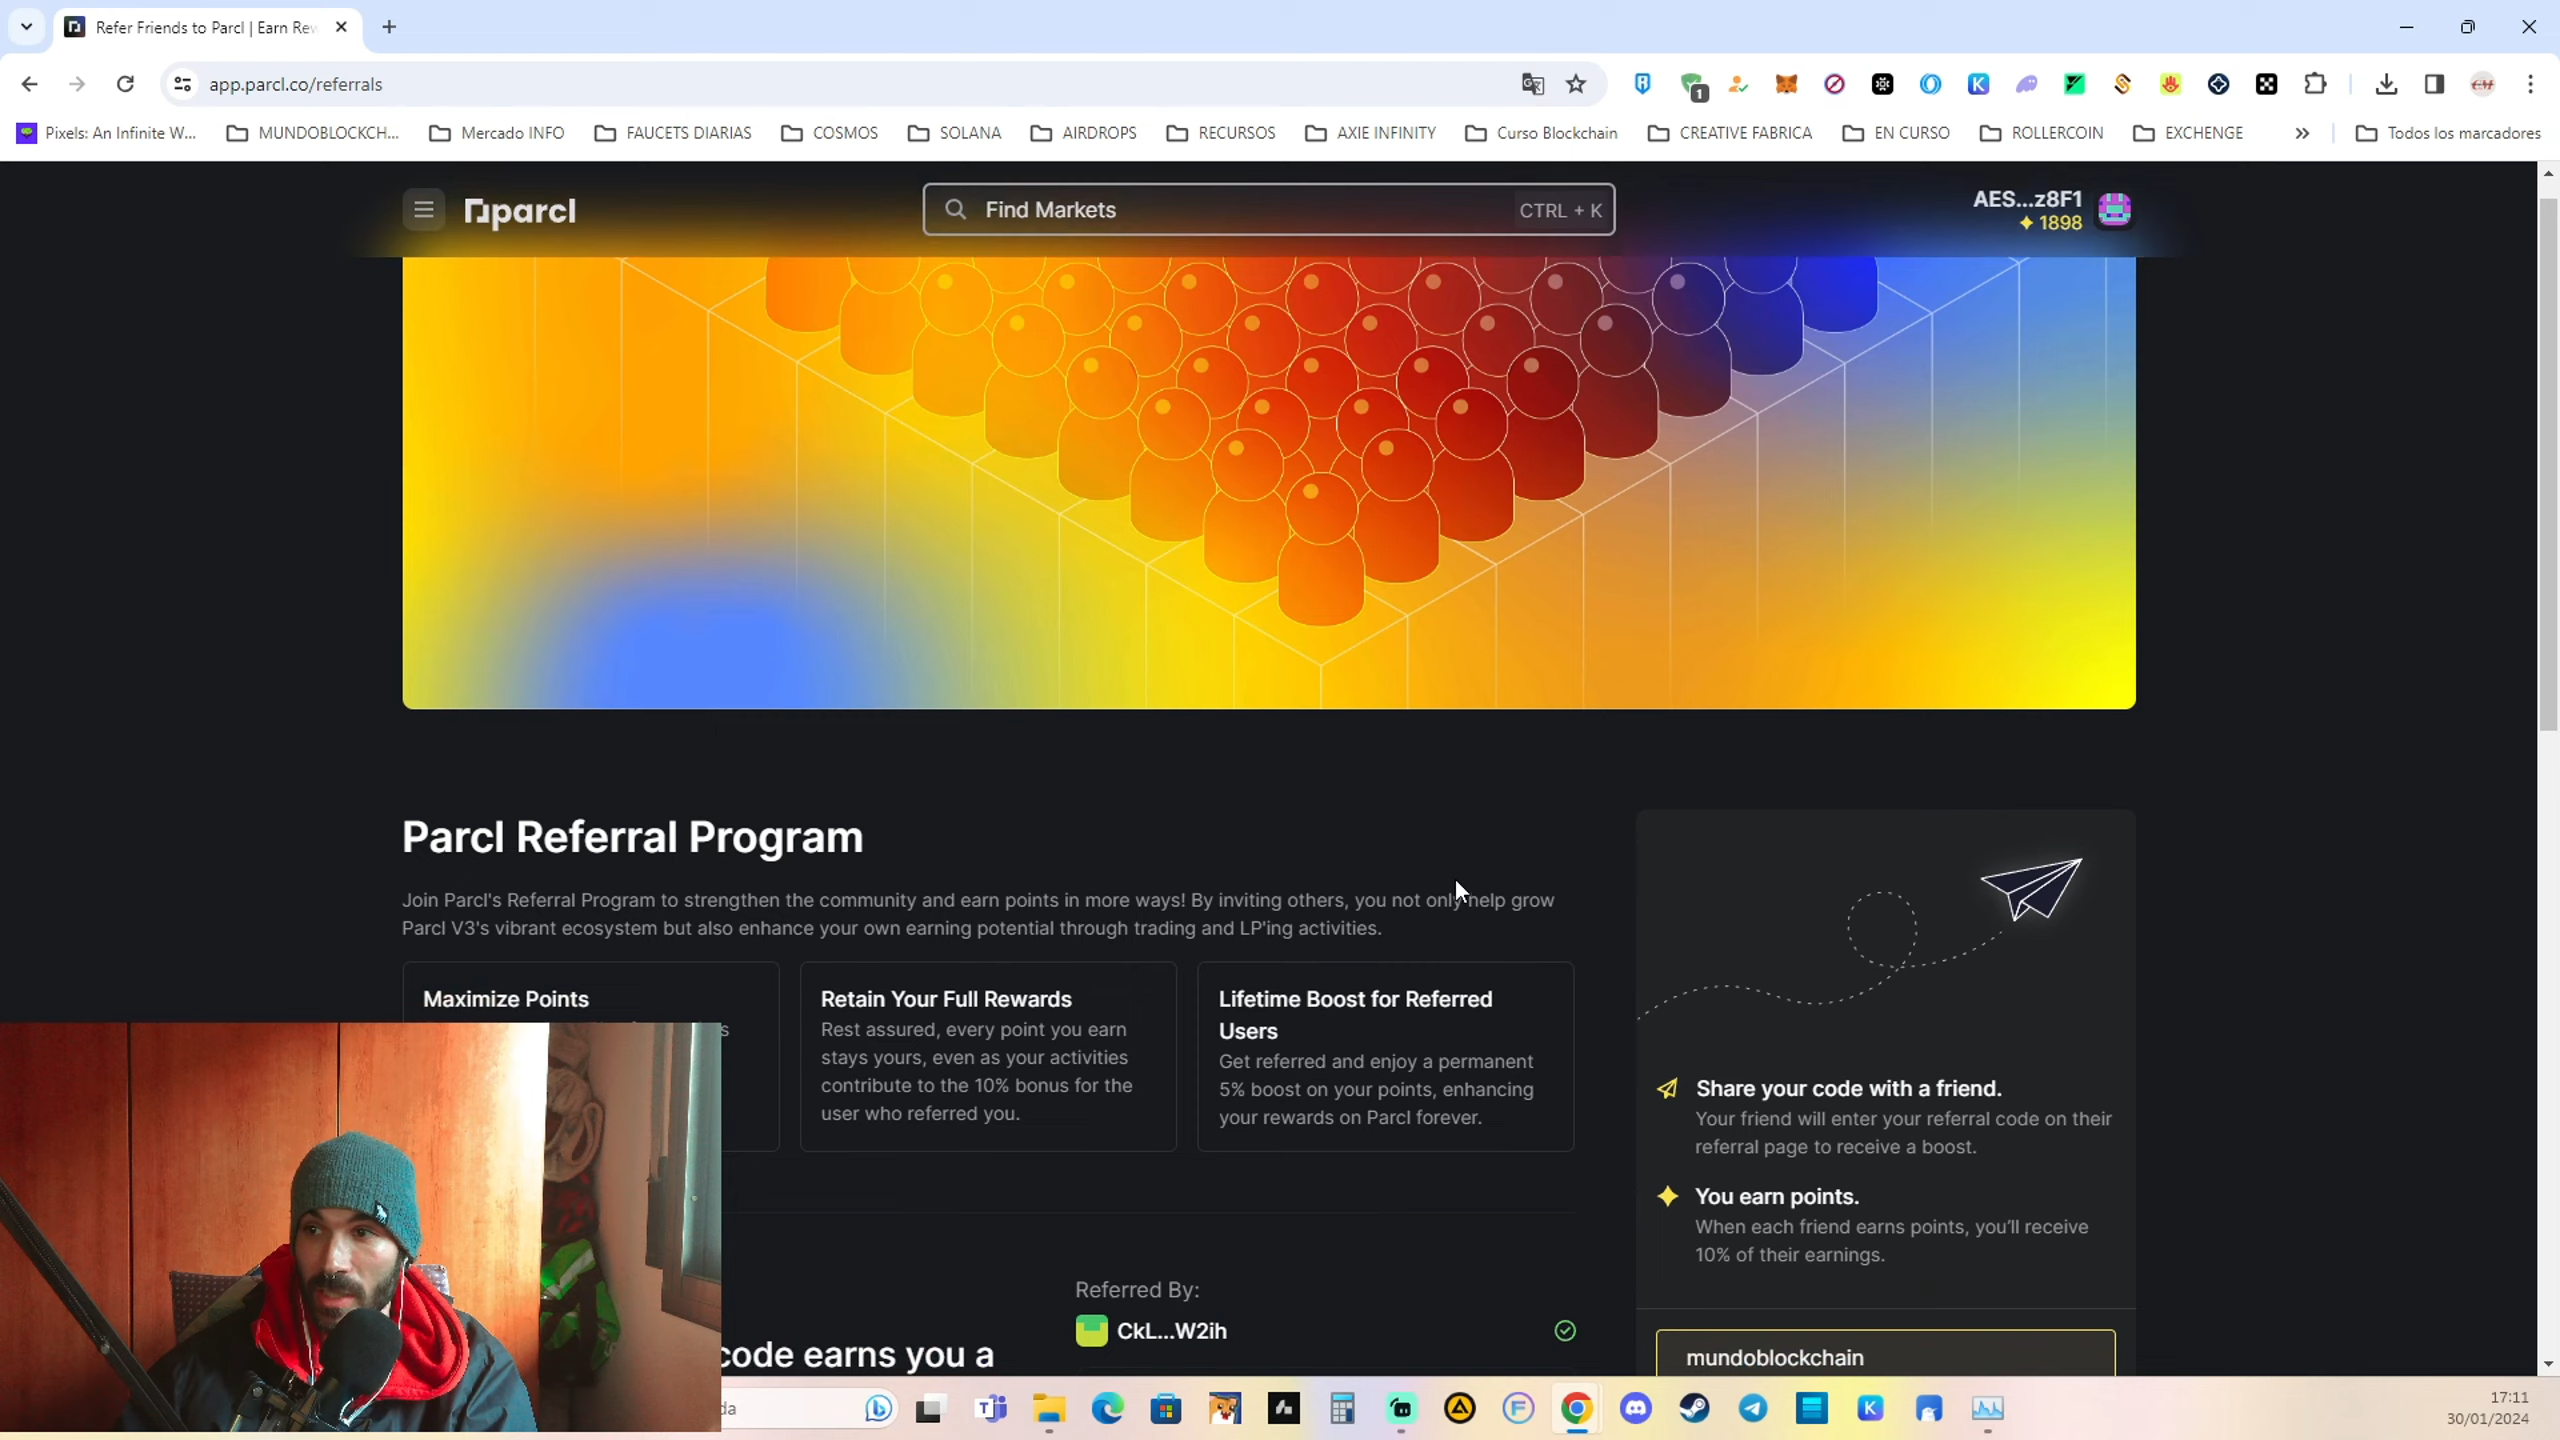 Refer Friends to Parcl | Earn Rew
app.parcl.co/referrals
1
Pixels: An Infinite W...
MUNDOBLOCKCH...
Mercado INFO
FAUCETS DIARIAS
COSMOS
SOLANA
AIRDROPS
RECURSOS
AXIE INFINITY
Curso Blockchain
CREATIVE FABRICA
EN CURSO
ROLLERCOIN
EXCHENGE
Todos los marcadores
parcl
Find Markets
CTRL + K
AES...z8F1
1898
Parcl Referral Program
Join Parcl's Referral Program to strengthen the community and earn points in more ways! By inviting others, you not only help grow
Parcl V3's vibrant ecosystem but also enhance your own earning potential through trading and LP'ing activities.
Maximize Points
Retain Your Full Rewards
Rest assured, every point you earn
stays yours, even as your activities
contribute to the 10% bonus for the
user who referred you.
Lifetime Boost for Referred
Users
Get referred and enjoy a permanent
5% boost on your points, enhancing
your rewards on Parcl forever.
Share your code with a friend.
Your friend will enter your referral code on their
referral page to receive a boost.
You earn points.
When each friend earns points, you'll receive
10% of their earnings.
Referred By:
CkL...W2ih
code earns you a
mundoblockchain
17:11
30/01/2024